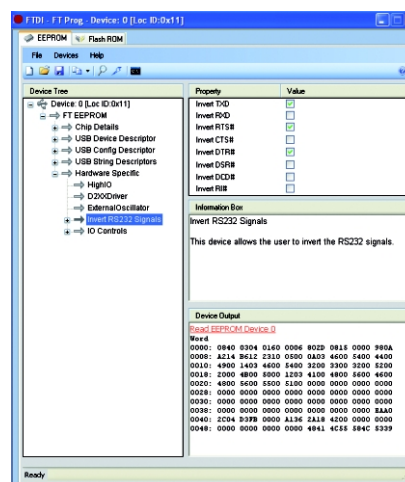 FTDI - FT Prog - Device: 0 [Loc ID:0x11]
EEPROM Flash ROM
File Devices Help
Device Tree
Device: 0 [Loc ID:0x11]
FT EEPROM
Chip Details
USB Device Descriptor
USB Config Descriptor
USB String Descriptors
Hardware Specific
HighIO
D2XXDriver
ExternalOscillator
Invert RS232 Signals
IO Controls
Property Value
Invert TXD
Invert RXD
Invert RTS#
Invert CTS#
Invert DTR#
Invert DSR#
Invert DCD#
Invert RI#
Information Box
Invert RS232 Signals
This device allows the user to invert the RS232 signals.
Device Output
Read EEPROM Device 0
Word
0000: 0840 0304 0160 0006 802D 0815 0000 980A
0008: A214 B612 2310 0500 0A03 4600 5400 4400
0010: 4900 1403 4600 5400 3200 3300 3200 5200
0018: 2000 4B00 5000 1203 4100 4800 5600 4600
0020: 4800 5600 5500 5100 0000 0000 0000 0000
0028: 0000 0000 0000 0000 0000 0000 0000 0000
0030: 0000 0000 0000 0000 0000 0000 0000 0000
0038: 0000 0000 0000 0000 0000 0000 0000 EAA0
0040: 2C04 D3FB 0000 A136 2A18 4200 0000 0000
0048: 0000 0000 0000 0000 4841 4C55 584C 5339
Ready